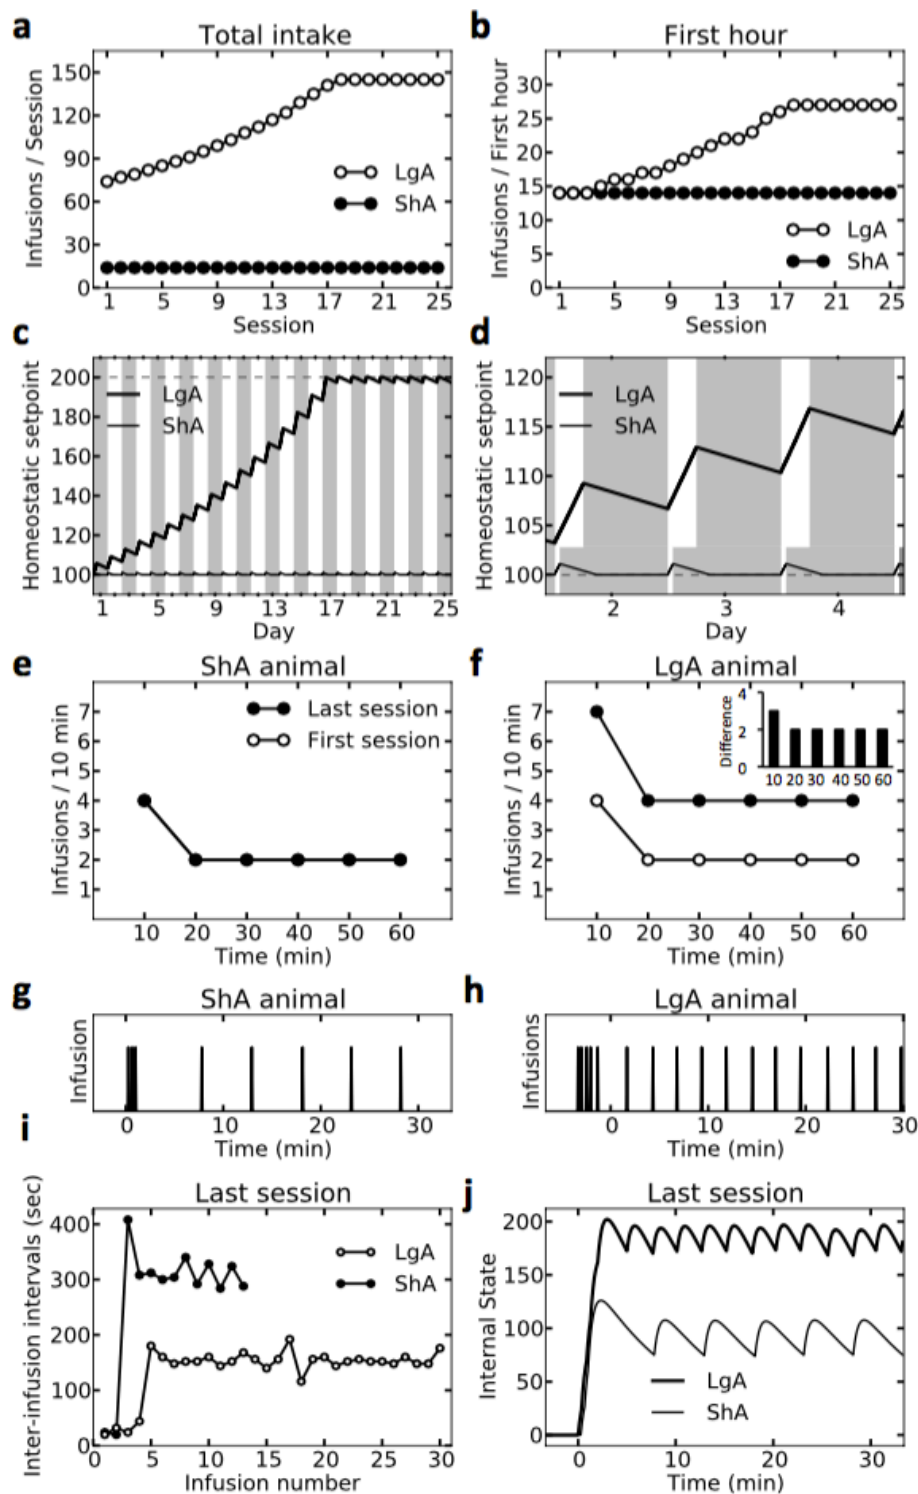 a
Total intake
Infusions / Session
150
120
90
60
30
0
LgA
ShA
1 5 9 13 17 21 25
Session
b
First hour
Infusions / First hour
30
25
20
15
10
5
0
LgA
ShA
1 5 9 13 17 21 25
Session
c
Homeostatic setpoint
200
180
160
140
120
100
LgA
ShA
1 5 9 13 17 21 25
Day
d
Homeostatic setpoint
120
115
110
105
100
LgA
ShA
2 3 4
Day
e
ShA animal
Infusions / 10 min
7
6
5
4
3
2
1
Last session
First session
10 20 30 40 50 60
Time (min)
f
LgA animal
Infusions / 10 min
7
6
5
4
3
2
1
Difference
4
2
0
10 20 30 40 50 60
10 20 30 40 50 60
Time (min)
g
ShA animal
Infusion
0 10 20 30
Time (min)
h
LgA animal
Infusions
0 10 20 30
Time (min)
i
Last session
Inter-infusion intervals (sec)
400
300
200
100
0
LgA
ShA
0 5 10 15 20 25 30
Infusion number
j
Last session
Internal State
200
150
100
50
0
LgA
ShA
0 10 20 30
Time (min)